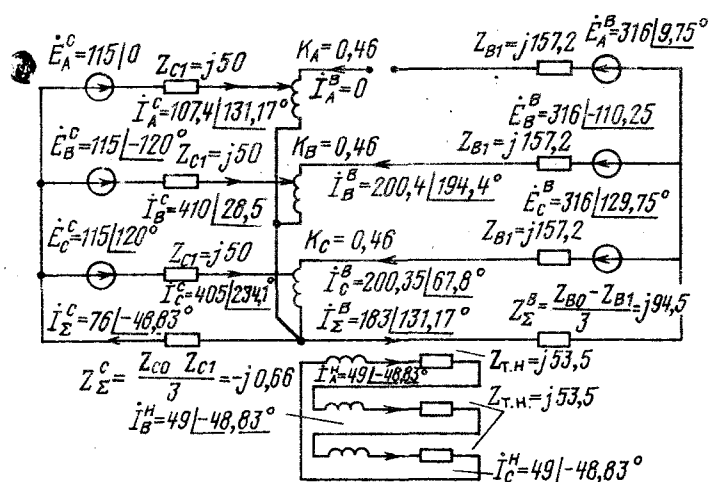 Ė_A^C=115|0
Z_C1=j50
K_A=0,46
Z_B1=j157,2
Ė_A^B=316|9,75°
İ_A^B=0
İ_A^C=107,4|131,17°
Ė_B^C=115|-120°
Z_C1=j50
K_B=0,46
Z_B1=j157,2
Ė_B^B=316|-110,25
İ_B^C=410|28,5
İ_B^B=200,4|194,4°
Ė_C^C=115|120°
Z_C1=j50
K_C=0,46
Z_B1=j157,2
Ė_C^B=316|129,75°
İ_C^C=405|234,1°
İ_C^B=200,35|67,8°
İ_Σ^C=76|-48,83°
İ_Σ^B=183|131,17°
Z_Σ^B=(Z_B0-Z_B1)/3=j94,5
Z_Σ^C=(Z_C0 Z_C1)/3=-j0,66
İ_A^H=49|-48,83°
Z_Т.Н=j53,5
İ_B^H=49|-48,83°
Z_Т.Н.=j53,5
İ_C^H=49|-48,83°